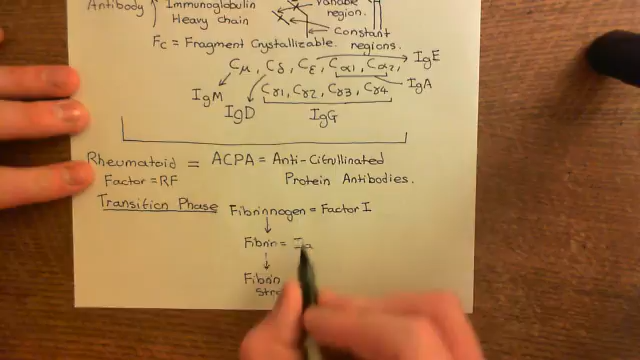 Antibody Immunoglobulin Variable
Heavy chain region.
Constant
Fc = Fragment Crystallizable regions.
Cμ, Cδ, Cε, Cα1, Cα2, IgE
IgM Cγ1, Cγ2, Cγ3, Cγ4 IgA
IgD IgG
Rheumatoid = ACPA = Anti-Citrullinated
Factor = RF Protein Antibodies.
Transition Phase Fibrinnogen = Factor I
Fibrin = Ia
Fibrin